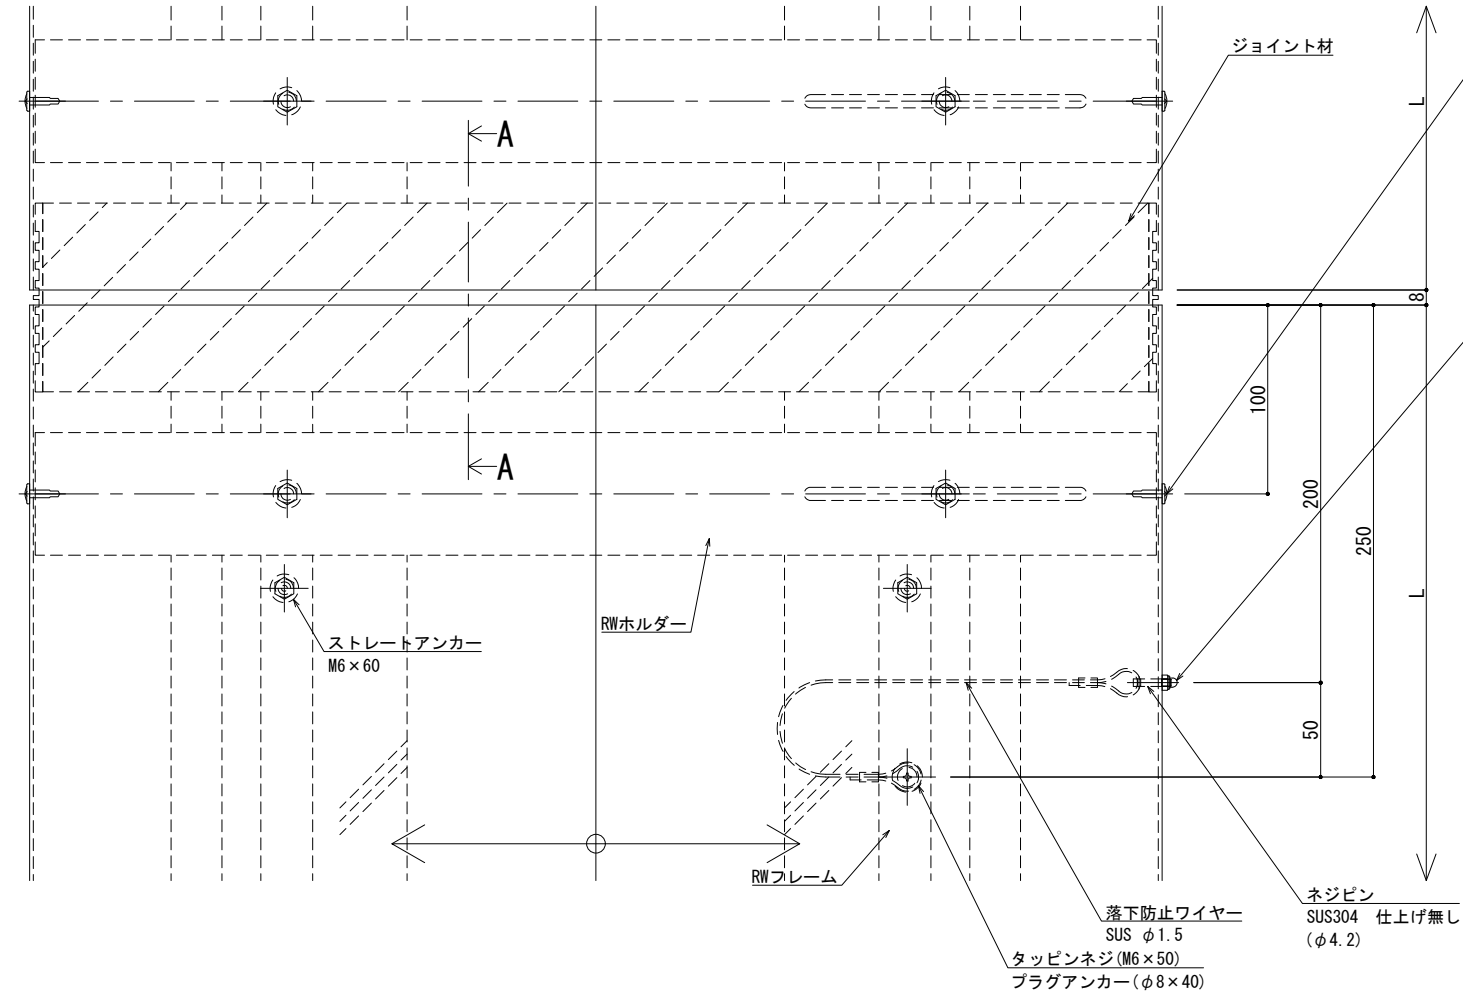 ジョイント材
L
A
8
100
A
200
250
L
RWホルダー
ストレートアンカー
M6×60
50
RWフレーム
ネジピン
SUS304 仕上げ無し
(φ4.2)
落下防止ワイヤー
SUS φ1.5
タッピンネジ(M6×50)
プラグアンカー(φ8×40)